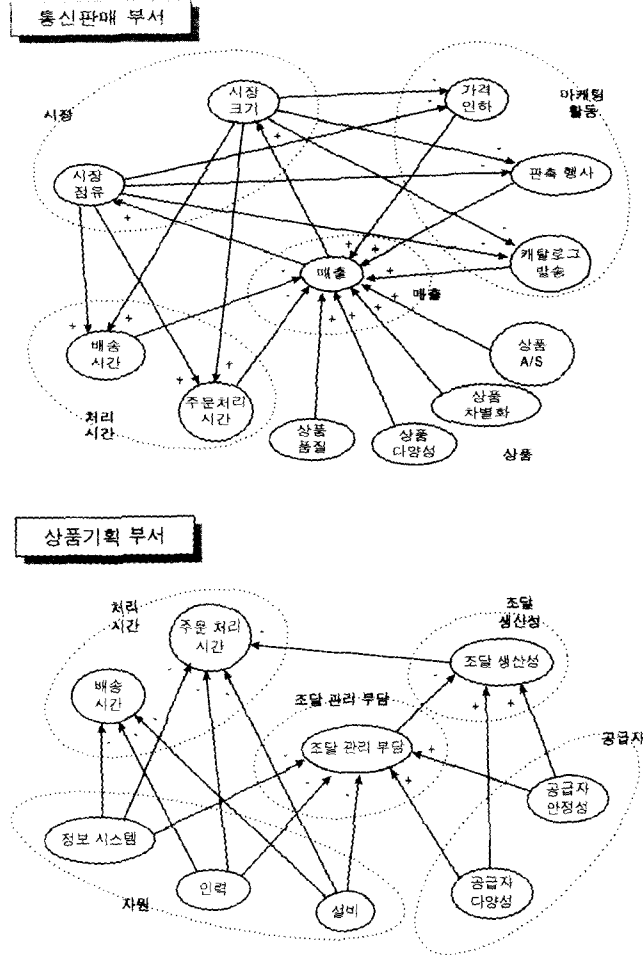 통신판매 부서
시장
크기
가격
인하
마케팅
활동
시장
시장
점유
판촉 행사
캐탈로그
발송
매출
매출
배송
시간
상품
A/S
주문처리
시간
상품
차별화
처리
시간
상품
품질
상품
다양성
상품
상품기획 부서
처리
시간
주문 처리
시간
조달
생산성
조달 생산성
배송
시간
조달 관리 부담
조달 관리 부담
공급자
공급자
안정성
정보 시스템
인력
설비
자원
공급자
다양성